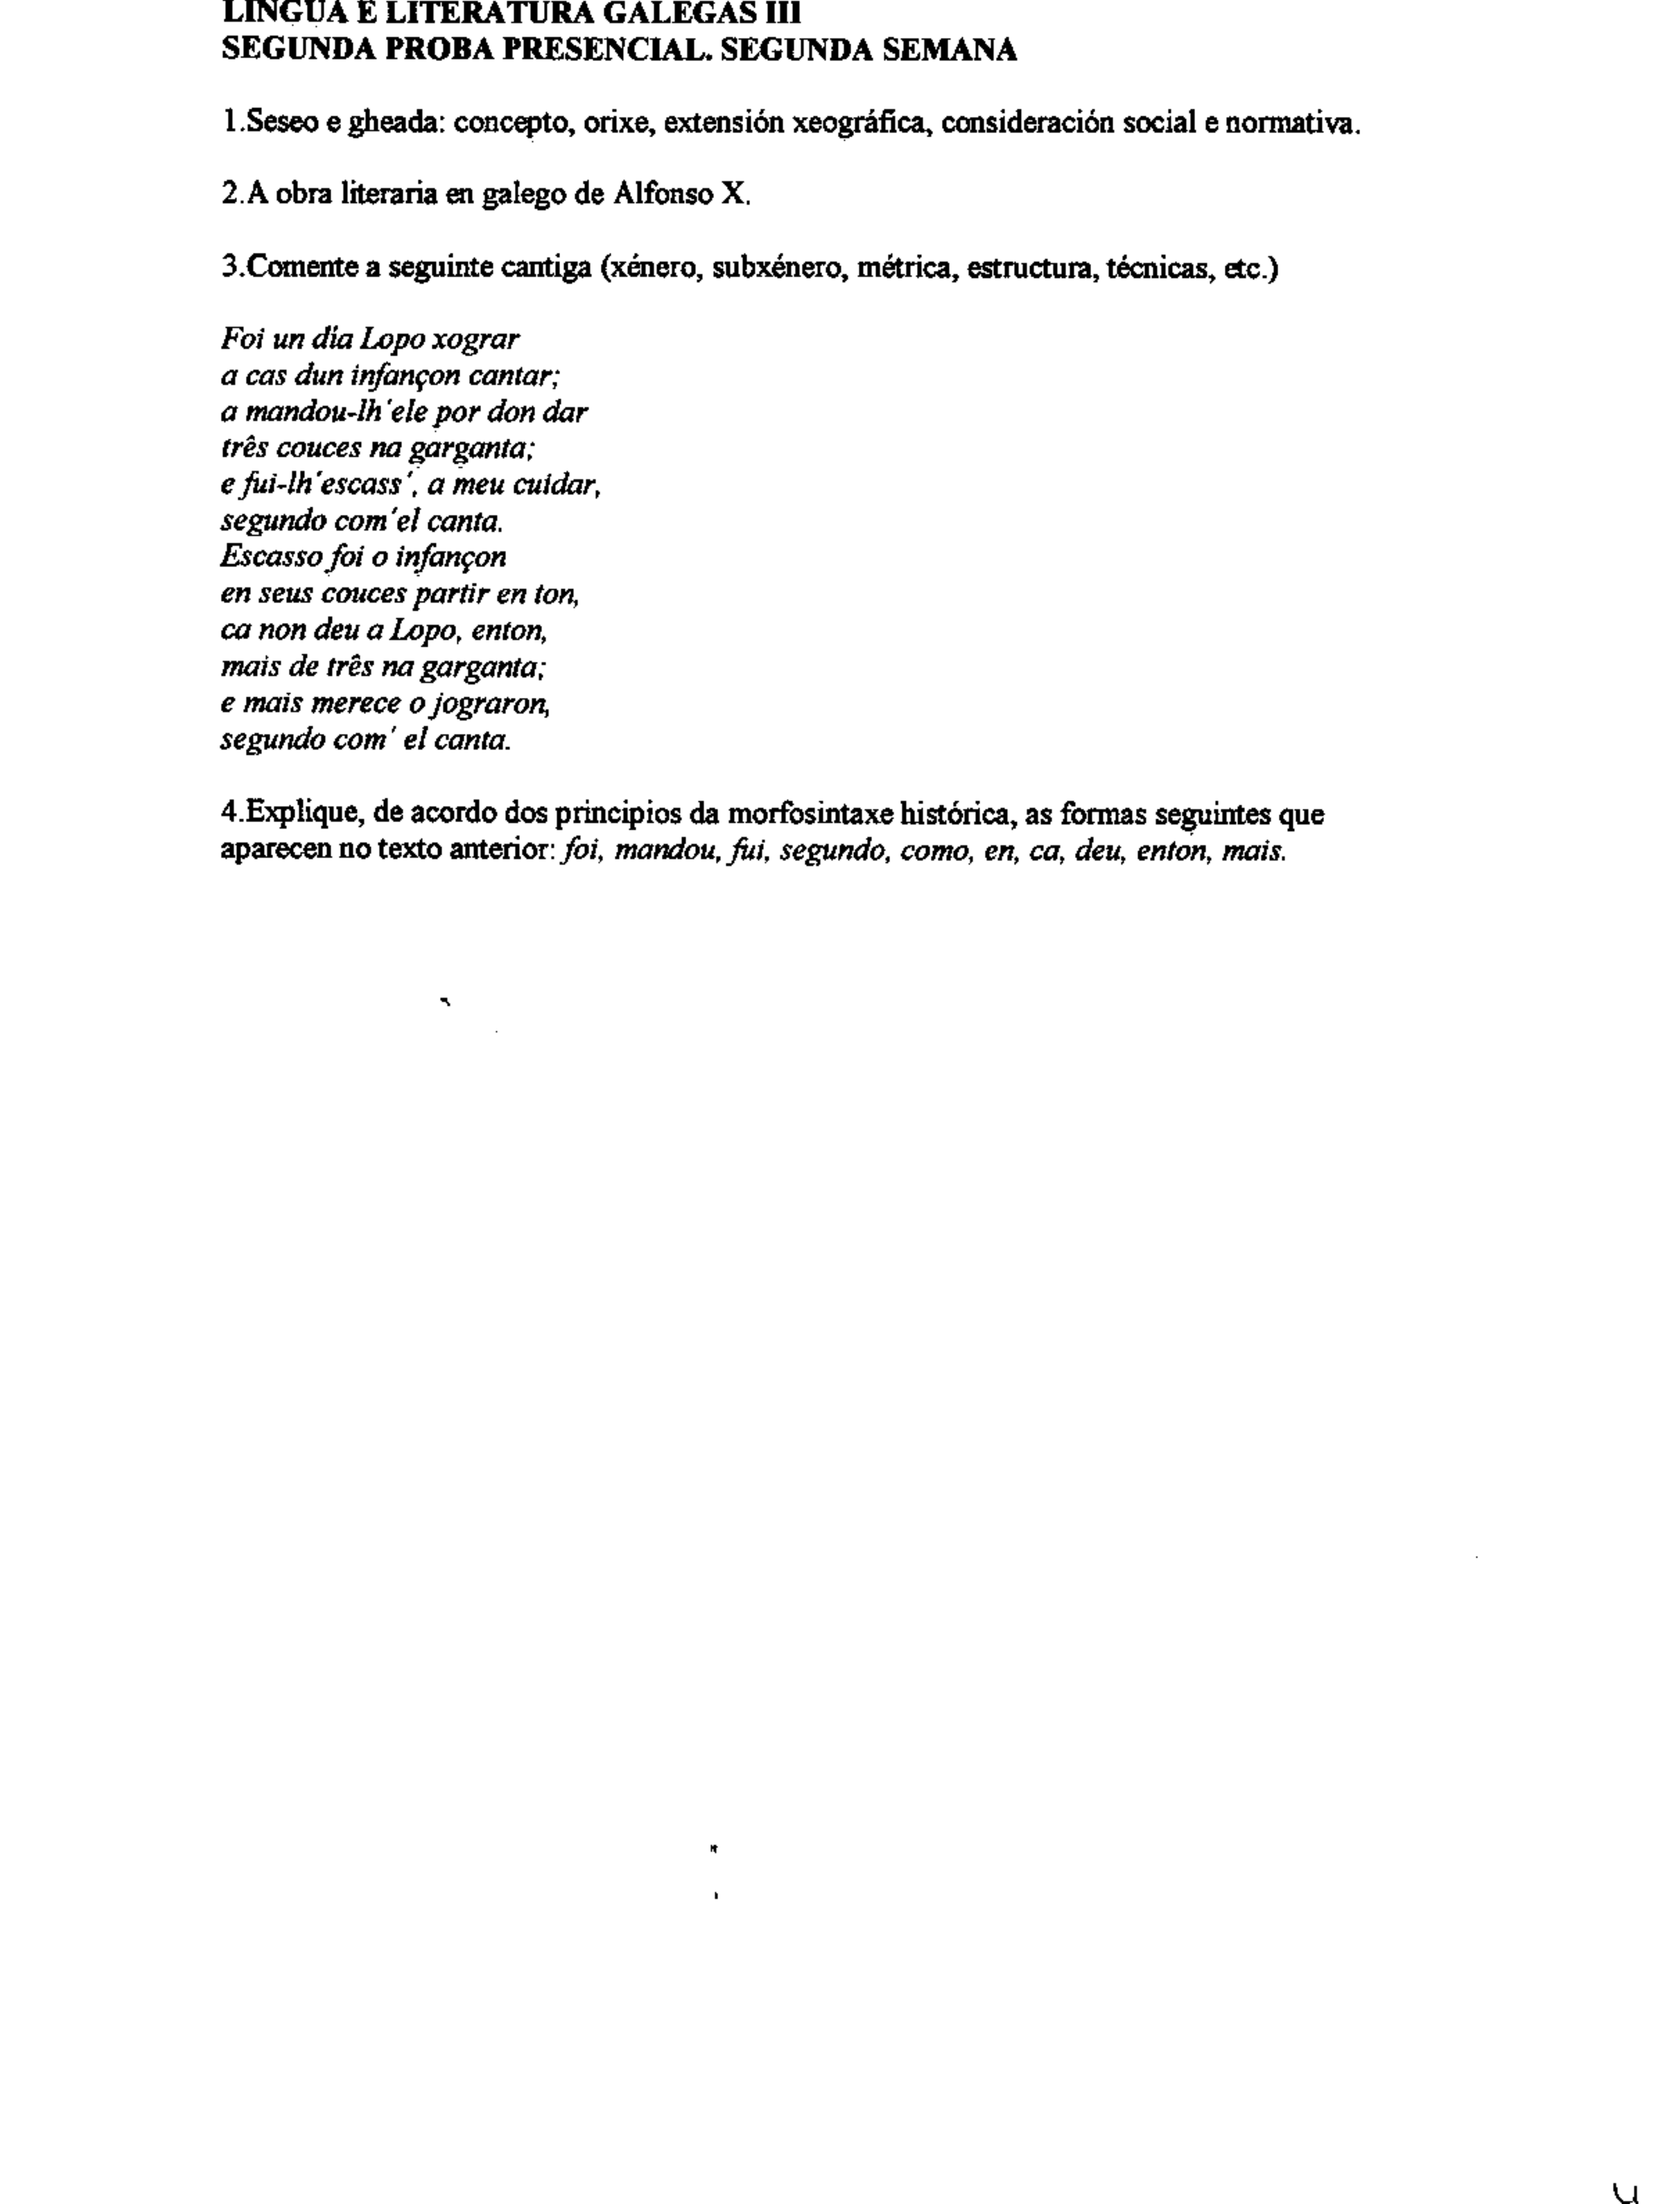 LINGUA E LITERATURA GALEGAS III
SEGUNDA PROBA PRESENCIAL. SEGUNDA SEMANA
1.Seseo e gheada: concepto, orixe, extensión xeográfica, consideración social e normativa.
2.A obra literaria en galego de Alfonso X.
3.Comente a seguinte cantiga (xénero, subxénero, métrica, estructura, técnicas, etc.)
Foi un día Lopo xograr
a cas dun infançon cantar;
a mandou-lh´ele por don dar
três couces na garganta;
e fui-lh´escass´, a meu cuidar,
segundo com´el canta.
Escasso foi o infançon
en seus couces partir en ton,
ca non deu a Lopo, enton,
mais de três na garganta;
e mais merece o jograron,
segundo com´ el canta.
4.Explique, de acordo dos principios da morfosintaxe histórica, as formas seguintes que
aparecen no texto anterior: foi, mandou, fui, segundo, como, en, ca, deu, enton, mais.